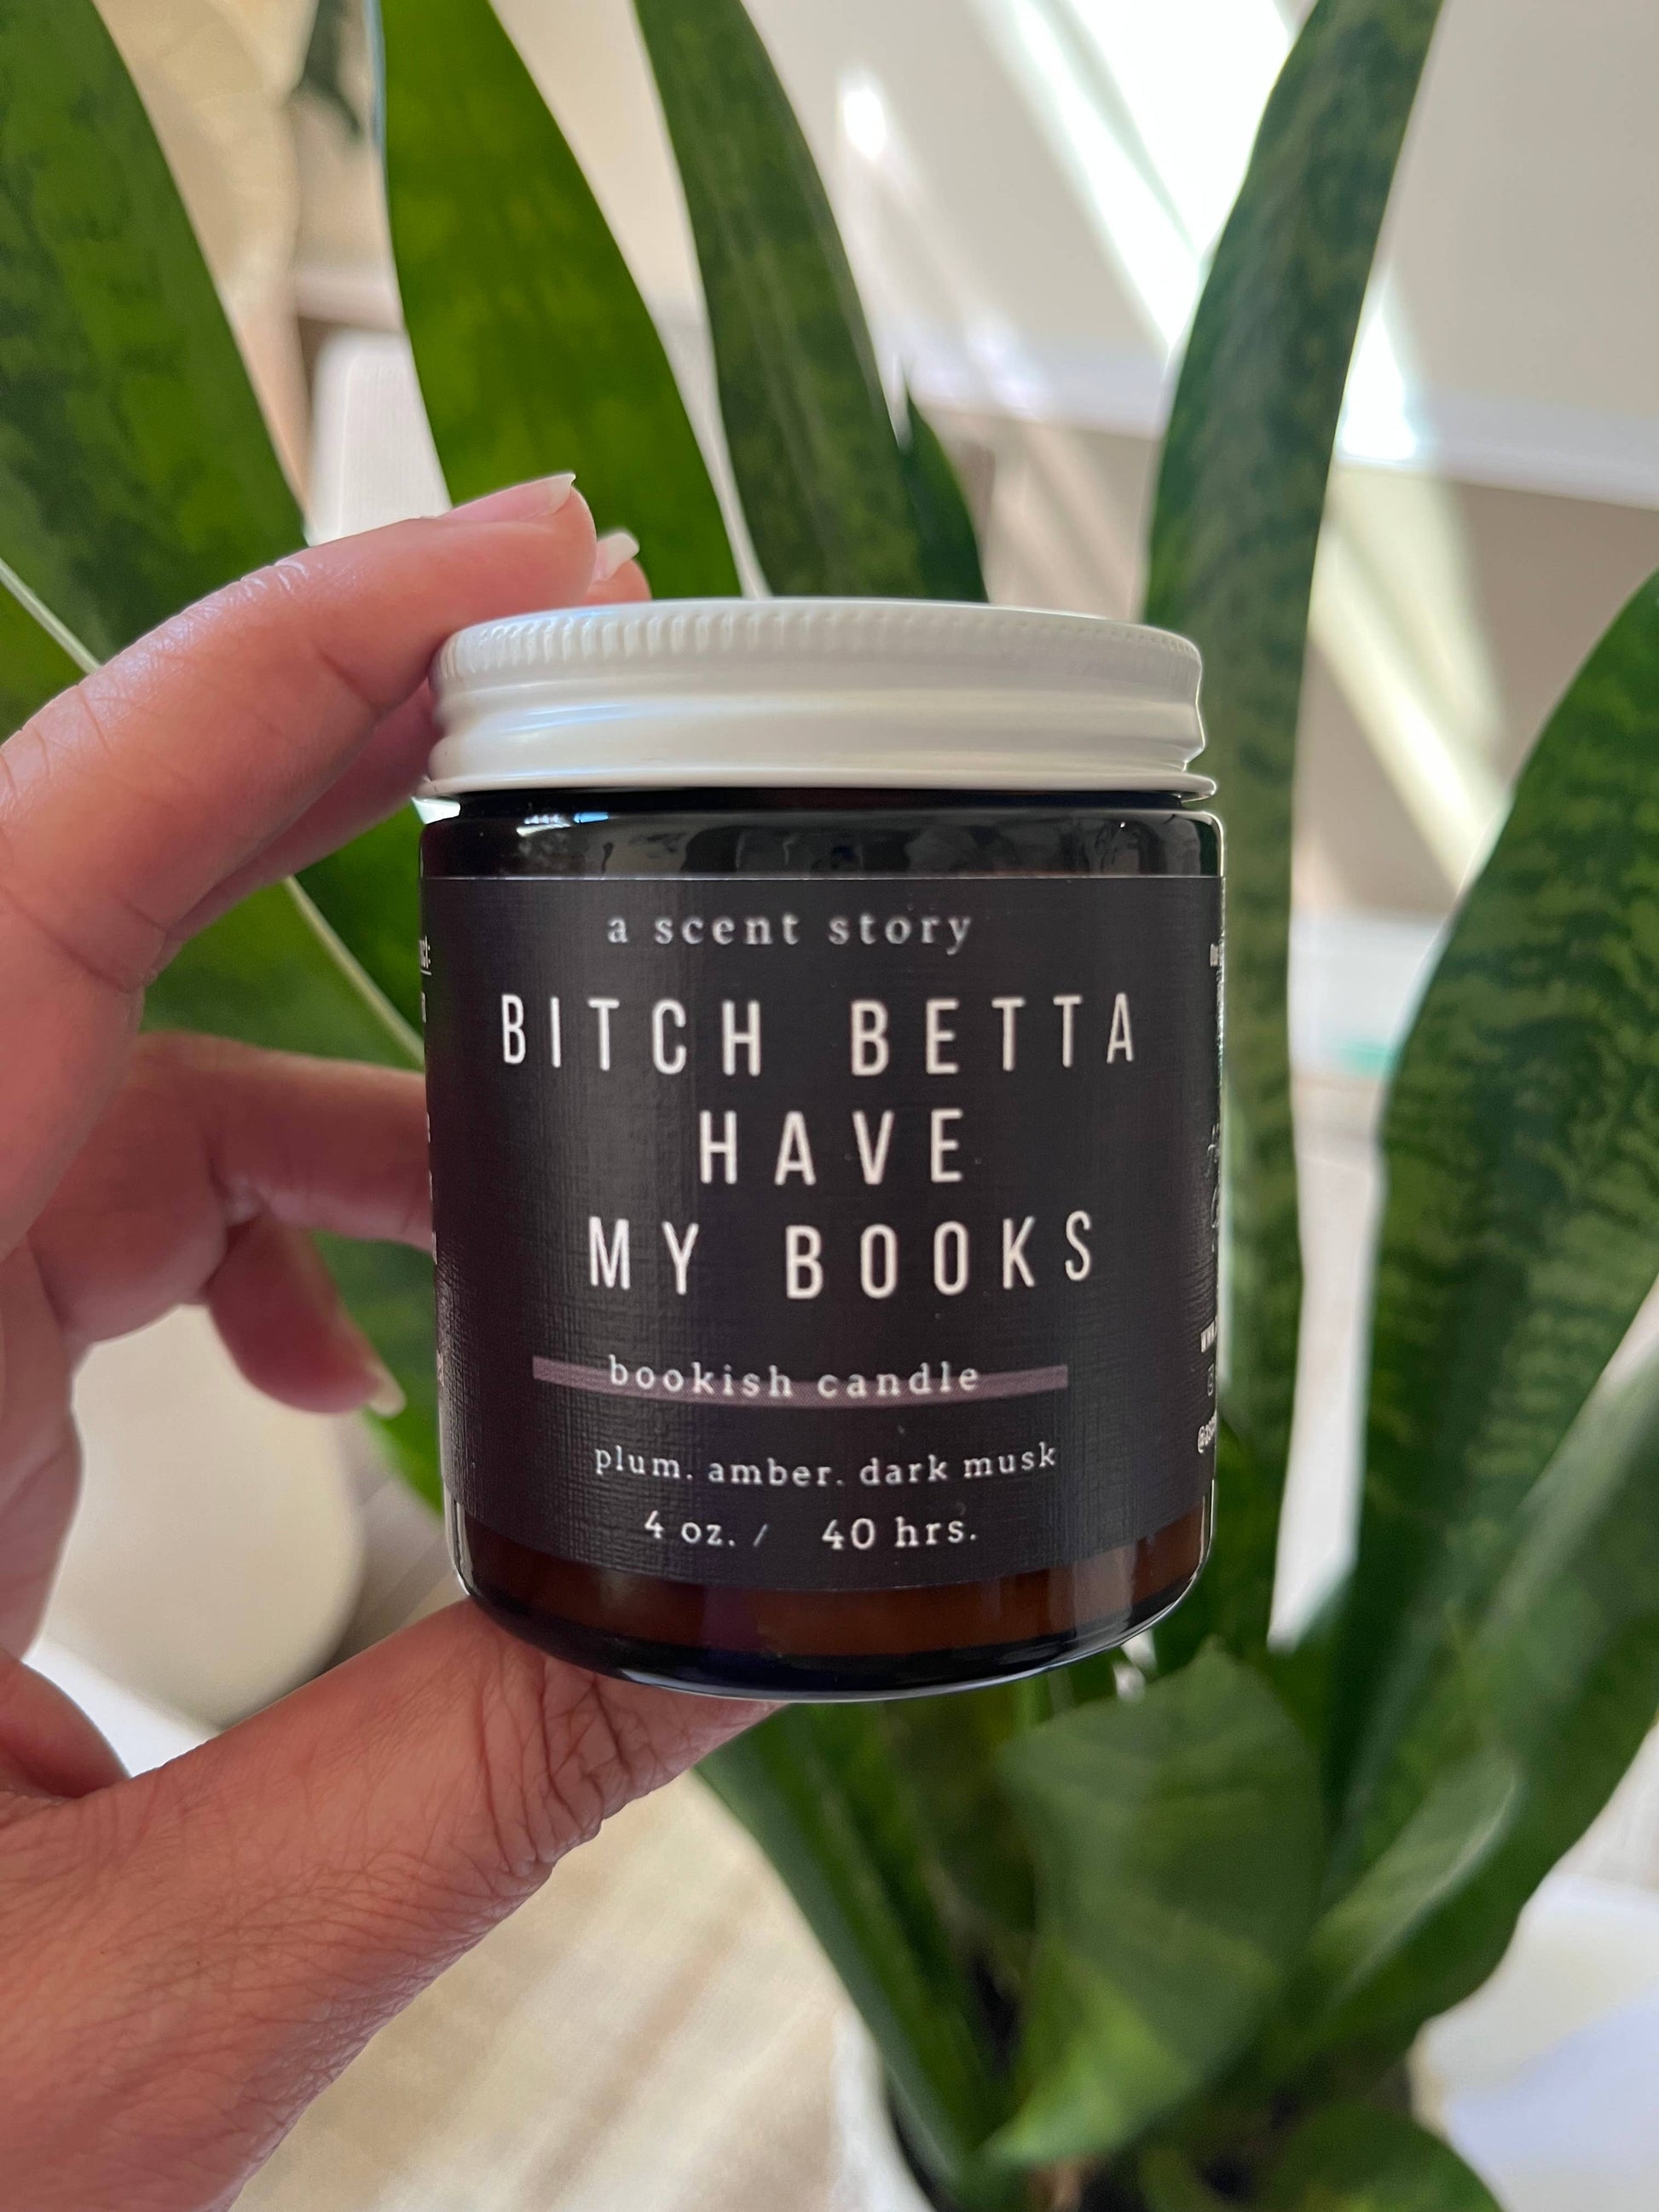 a scent story
BITCH BETTA
HAVE
MY BOOKS
bookish candle
plum. amber. dark musk
4 oz. / 40 hrs.